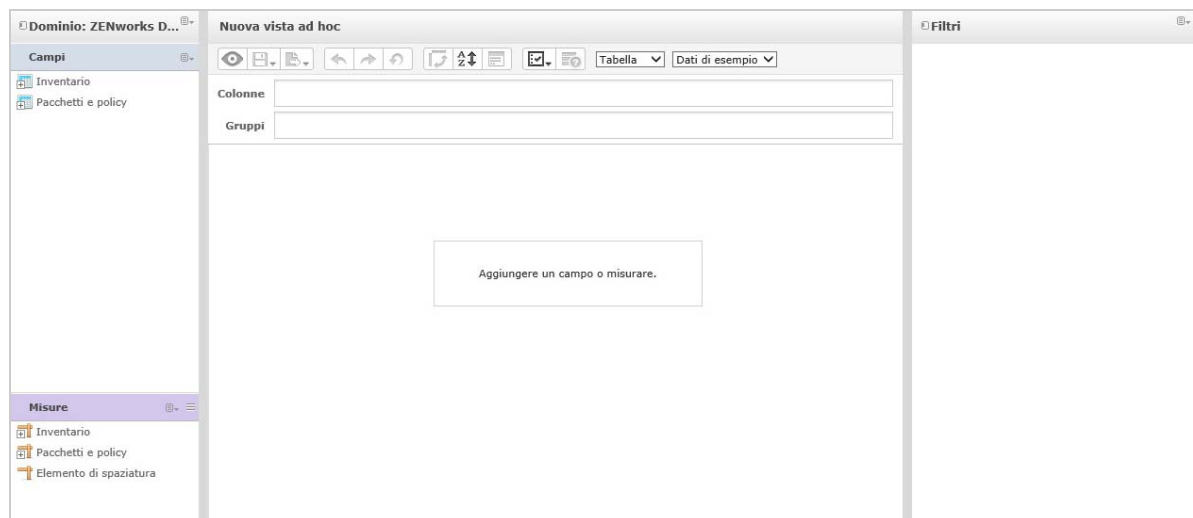 Dominio: ZENworks D...
Campi
Inventario
Pacchetti e policy
Misure
Inventario
Pacchetti e policy
Elemento di spaziatura
Nuova vista ad hoc
Tabella Dati di esempio
Colonne
Gruppi
Aggiungere un campo o misurare.
Filtri